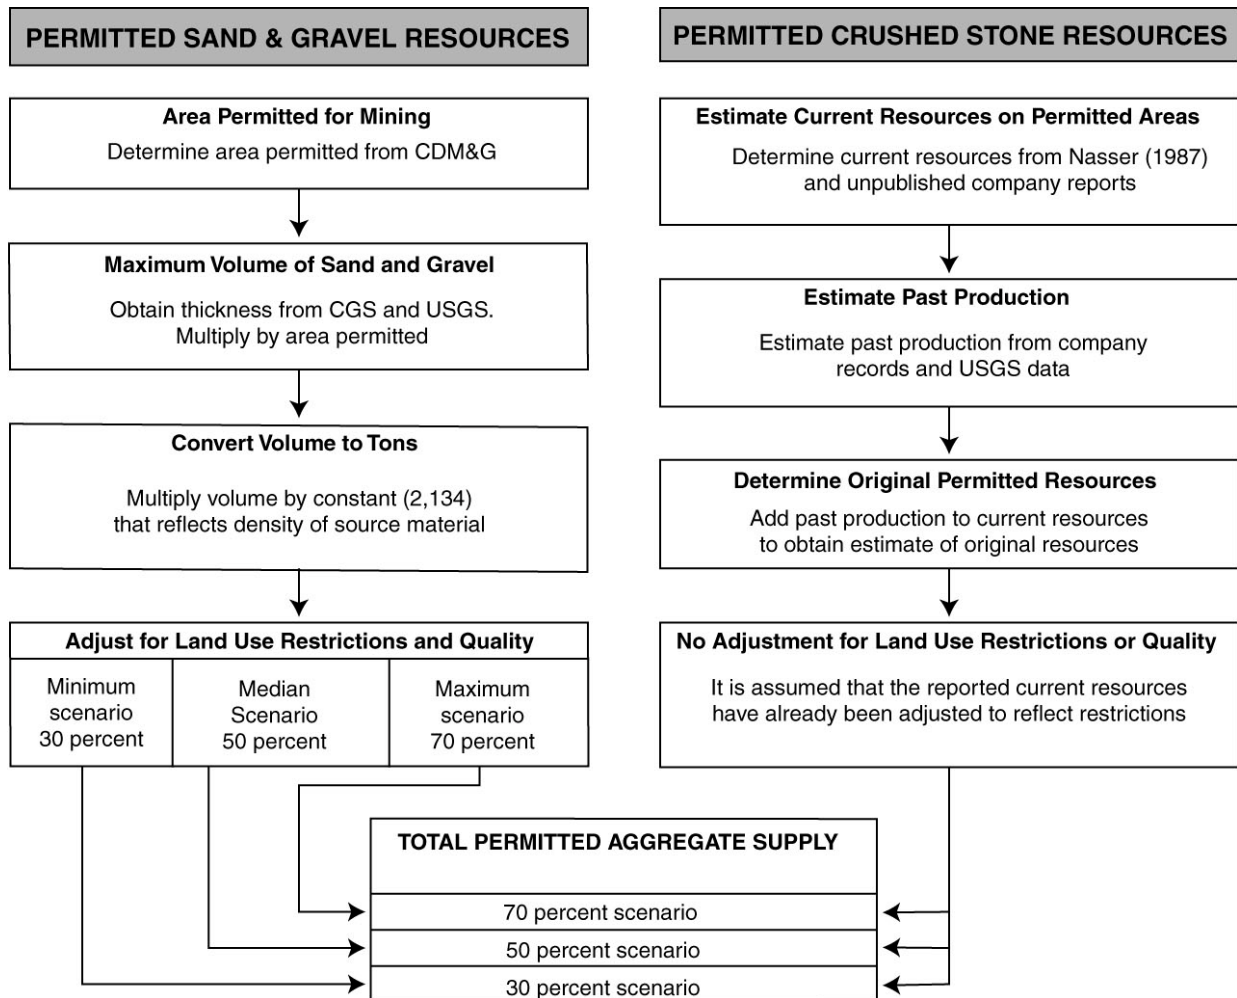 PERMITTED SAND & GRAVEL RESOURCES
Area Permitted for Mining
Determine area permitted from CDM&G
Maximum Volume of Sand and Gravel
Obtain thickness from CGS and USGS.
Multiply by area permitted
Convert Volume to Tons
Multiply volume by constant (2,134)
that reflects density of source material
Adjust for Land Use Restrictions and Quality
Minimum
scenario
30 percent
Median
Scenario
50 percent
Maximum
scenario
70 percent
PERMITTED CRUSHED STONE RESOURCES
Estimate Current Resources on Permitted Areas
Determine current resources from Nasser (1987)
and unpublished company reports
Estimate Past Production
Estimate past production from company
records and USGS data
Determine Original Permitted Resources
Add past production to current resources
to obtain estimate of original resources
No Adjustment for Land Use Restrictions or Quality
It is assumed that the reported current resources
have already been adjusted to reflect restrictions
TOTAL PERMITTED AGGREGATE SUPPLY
70 percent scenario
50 percent scenario
30 percent scenario